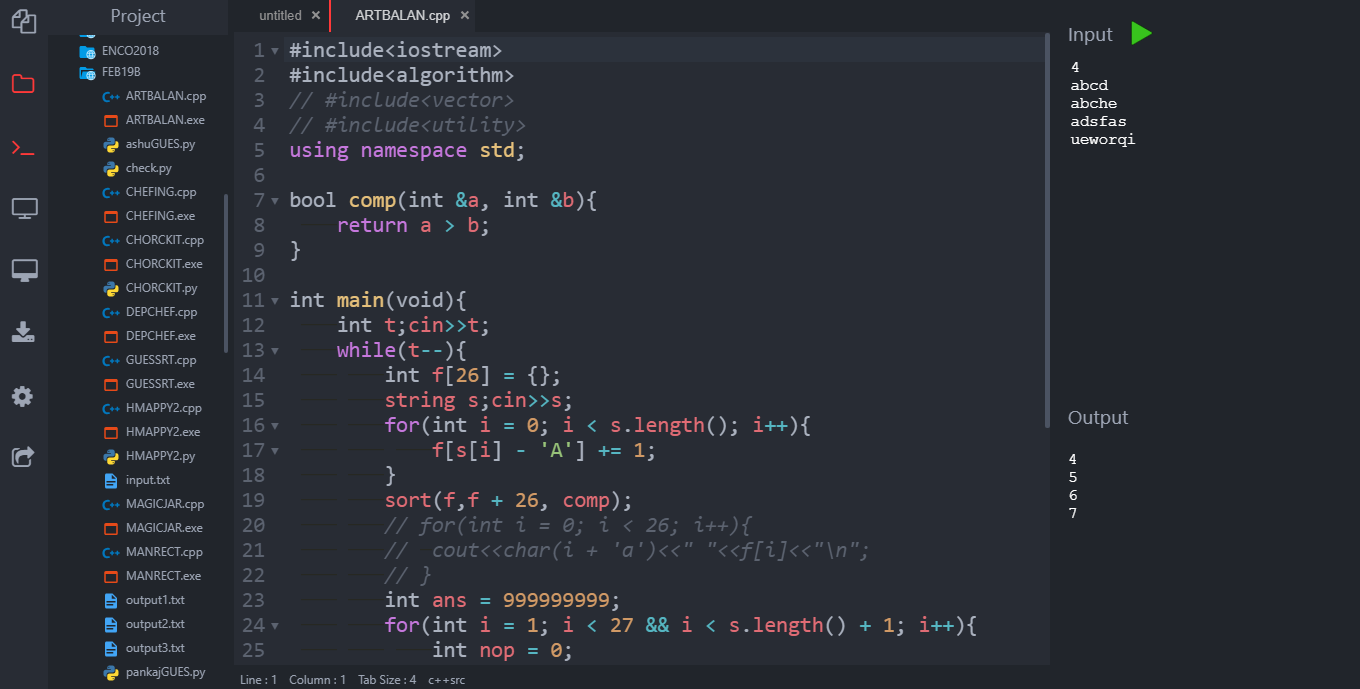 Project
ENCO2018
FEB19B
ARTBALAN.cpp
ARTBALAN.exe
ashuGUES.py
check.py
CHEFING.cpp
CHEFING.exe
CHORCKIT.cpp
CHORCKIT.exe
CHORCKIT.py
DEPCHEF.cpp
DEPCHEF.exe
GUESSRT.cpp
GUESSRT.exe
HMAPPY2.cpp
HMAPPY2.exe
HMAPPY2.py
input.txt
MAGICJAR.cpp
MAGICJAR.exe
MANRECT.cpp
MANRECT.exe
output1.txt
output2.txt
output3.txt
pankajGUES.py
untitled × ARTBALAN.cpp ×
1 #include<iostream>
2 #include<algorithm>
3 // #include<vector>
4 // #include<utility>
5 using namespace std;
6
7 bool comp(int &a, int &b){
8 return a > b;
9 }
10
11 int main(void){
12 int t;cin>>t;
13 while(t--){
14 int f[26] = {};
15 string s;cin>>s;
16 for(int i = 0; i < s.length(); i++){
17 f[s[i] - 'A'] += 1;
18 }
19 sort(f,f + 26, comp);
20 // for(int i = 0; i < 26; i++){
21 // cout<<char(i + 'a')<<" "<<f[i]<<"\n";
22 // }
23 int ans = 999999999;
24 for(int i = 1; i < 27 && i < s.length() + 1; i++){
25 int nop = 0;
Line : 1 Column : 1 Tab Size : 4 c++src
Input
4
abcd
abche
adsfas
ueworqi
Output
4
5
6
7